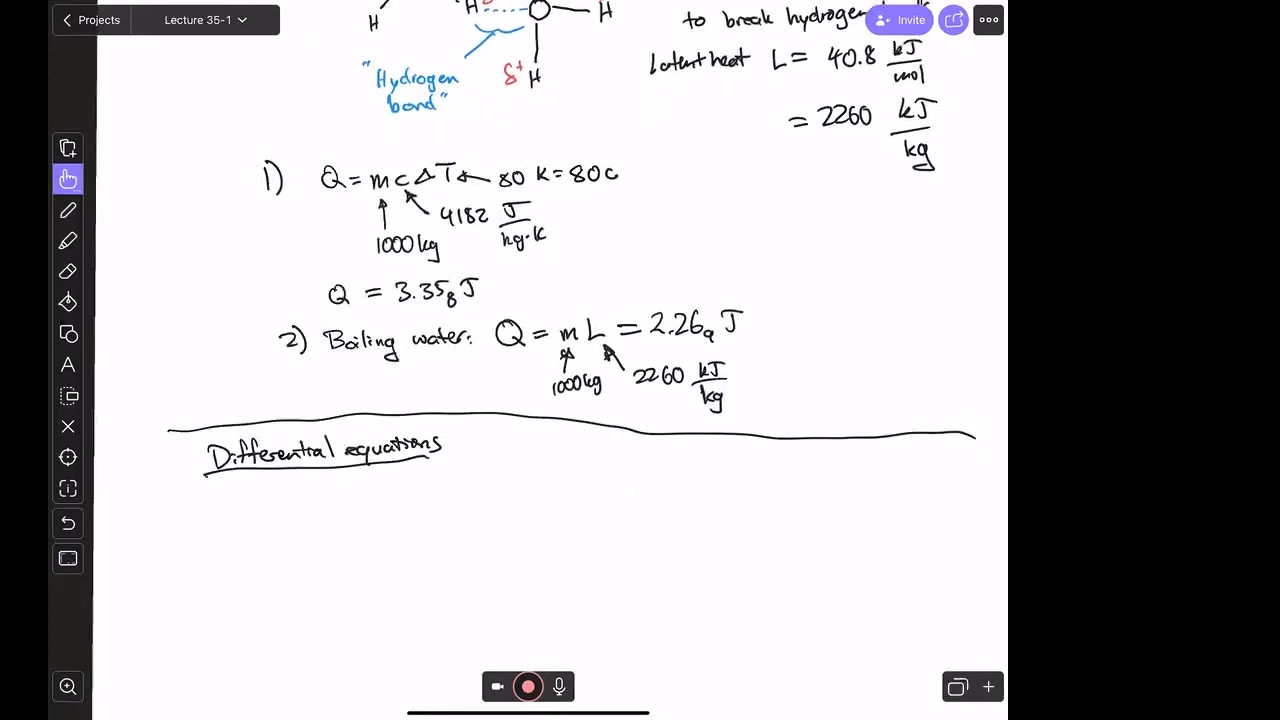 Projects
Lecture 35-1
Invite
H δ
H
H
"Hydrogen bond"
δ+ H
to break hydrogen
Latent heat L = 40.8 kJ/mol
= 2260 kJ/kg
1) Q = mcΔT ← 80 K = 80 C
4182 J/kg·K
1000 kg
Q = 3.35₈ J
2) Boiling water: Q = mL = 2.26₉ J
1000kg 2260 kJ/kg
Differential equations
A